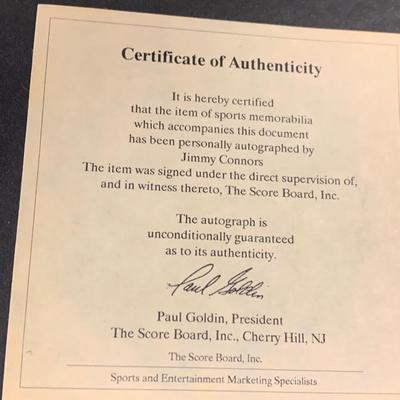 Certificate of Authenticity
It is hereby certified
that the item of sports memorabilia
which accompanies this document
has been personally autographed by
Jimmy Connors
The item was signed under the direct supervision of,
and in witness thereto, The Score Board, Inc.
The autograph is
unconditionally guaranteed
as to its authenticity.
Paul Goldin
Paul Goldin, President
The Score Board, Inc., Cherry Hill, NJ
The Score Board, Inc.
Sports and Entertainment Marketing Specialists